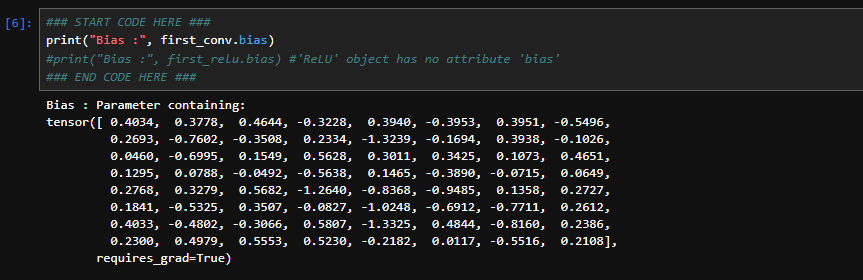 [6]: ### START CODE HERE ###
print("Bias :", first_conv.bias)
#print("Bias :", first_relu.bias) #'ReLU' object has no attribute 'bias'
### END CODE HERE ###
Bias : Parameter containing:
tensor([ 0.4034,  0.3778,  0.4644, -0.3228,  0.3940, -0.3953,  0.3951, -0.5496,
         0.2693, -0.7602, -0.3508,  0.2334, -1.3239, -0.1694,  0.3938, -0.1026,
         0.0460, -0.6995,  0.1549,  0.5628,  0.3011,  0.3425,  0.1073,  0.4651,
         0.1295,  0.0788, -0.0492, -0.5638,  0.1465, -0.3890, -0.0715,  0.0649,
         0.2768,  0.3279,  0.5682, -1.2640, -0.8368, -0.9485,  0.1358,  0.2727,
         0.1841, -0.5325,  0.3507, -0.0827, -1.0248, -0.6912, -0.7711,  0.2612,
         0.4033, -0.4802, -0.3066,  0.5807, -1.3325,  0.4844, -0.8160,  0.2386,
         0.2300,  0.4979,  0.5553,  0.5230, -0.2182,  0.0117, -0.5516,  0.2108],
       requires_grad=True)